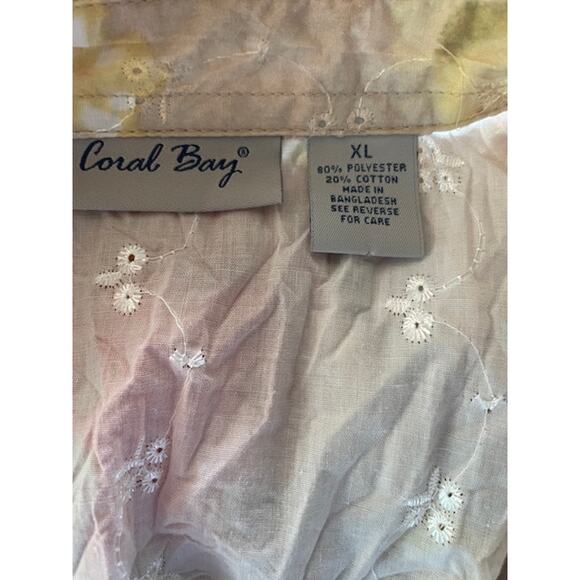 Coral Bay®
XL
80% POLYESTER
20% COTTON
MADE IN
BANGLADESH
SEE REVERSE
FOR CARE